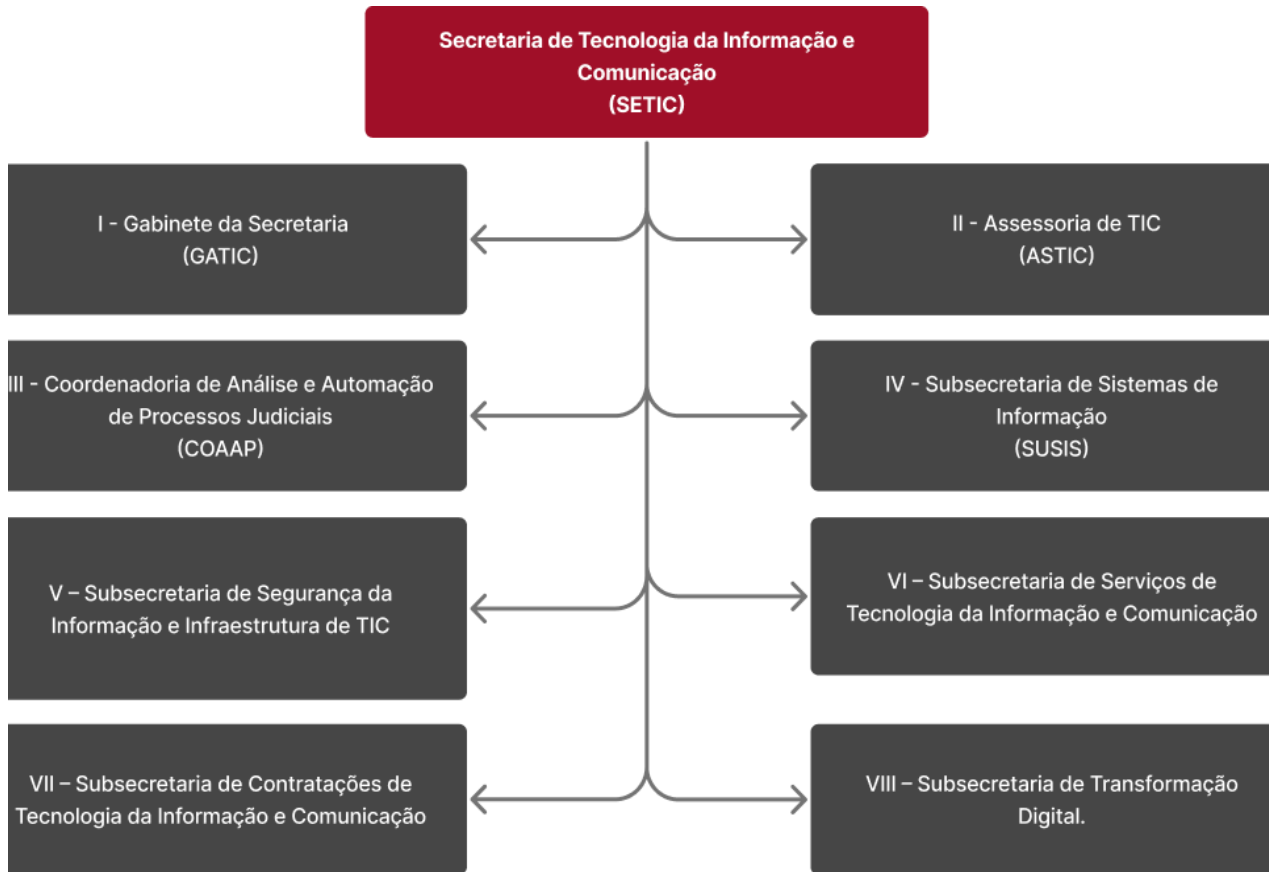 Secretaria de Tecnologia da Informação e
Comunicação
(SETIC)
I - Gabinete da Secretaria
(GATIC)
II - Assessoria de TIC
(ASTIC)
III - Coordenadoria de Análise e Automação
de Processos Judiciais
(COAAP)
IV - Subsecretaria de Sistemas de
Informação
(SUSIS)
V – Subsecretaria de Segurança da
Informação e Infraestrutura de TIC
VI – Subsecretaria de Serviços de
Tecnologia da Informação e Comunicação
VII – Subsecretaria de Contratações de
Tecnologia da Informação e Comunicação
VIII – Subsecretaria de Transformação
Digital.